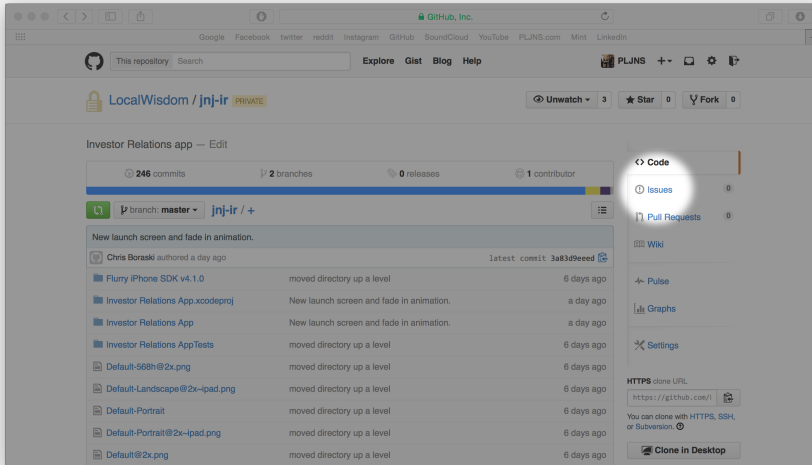 GitHub, Inc.
Google Facebook twitter reddit Instagram GitHub SoundCloud YouTube PLJNS.com Mint LinkedIn
This repository Search Explore Gist Blog Help PLJNS
LocalWisdom / jnj-ir PRIVATE Unwatch 3 Star 0 Fork 0
Investor Relations app — Edit
246 commits 2 branches 0 releases 1 contributor
branch: master jnj-ir / +
New launch screen and fade in animation.
Chris Boraski authored a day ago latest commit 3a83d9eeed
Flurry iPhone SDK v4.1.0 moved directory up a level 6 days ago
Investor Relations App.xcodeproj New launch screen and fade in animation. a day ago
Investor Relations App New launch screen and fade in animation. a day ago
Investor Relations AppTests moved directory up a level 6 days ago
Default-568h@2x.png moved directory up a level 6 days ago
Default-Landscape@2x~ipad.png moved directory up a level 6 days ago
Default-Portrait moved directory up a level 6 days ago
Default-Portrait@2x~ipad.png moved directory up a level 6 days ago
Default@2x.png moved directory up a level 6 days ago
Code
Issues 0
Pull Requests 0
Wiki
Pulse
Graphs
Settings
HTTPS clone URL
https://github.com/
You can clone with HTTPS, SSH,
or Subversion.
Clone in Desktop